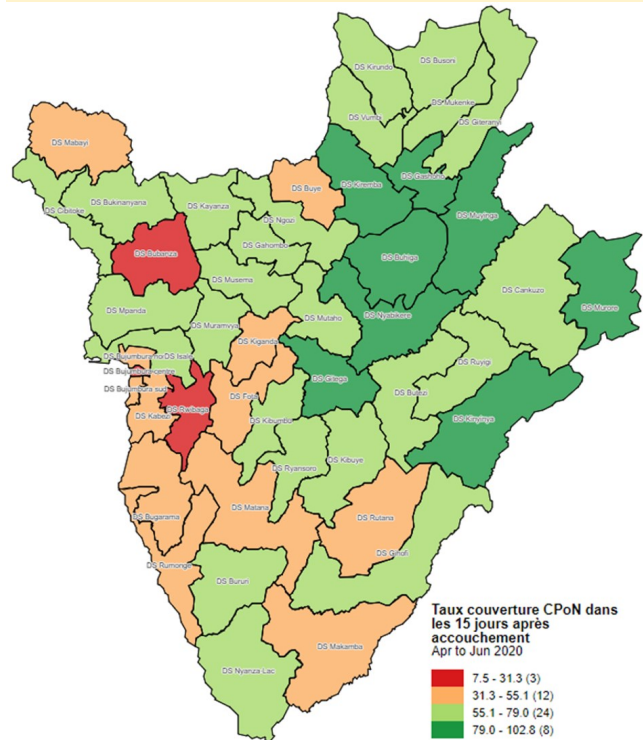 DS Kirundo
DS Busoni
DS Mukenke
DS Vumbi
DS Giteranyi
DS Mabayi
DS Kiremba
DS Gashoho
DS Buye
DS Muyinga
DS Bukinanyana
DS Kayanza
DS Cibitoke
DS Ngozi
DS Gahombo
DS Buhiga
DS Bubanza
DS Musema
DS Cankuzo
DS Murore
DS Mpanda
DS Nyabikere
DS Mutaho
DS Muramvya
DS Kiganda
DS Isale
DS Ruyigi
DS Gitega
DS Bujumbura sud
DS Rwibaga
DS Fota
DS Butezi
DS Kinyinya
DS Kabezi
DS Kibumbu
DS Kibuye
DS Ryansoro
DS Matana
DS Bugarama
DS Rutana
DS Gihofi
DS Rumonge
DS Bururi
DS Makamba
DS Nyanza-Lac
Taux couverture CPoN dans
les 15 jours après
accouchement
Apr to Jun 2020
7.5 - 31.3 (3)
31.3 - 55.1 (12)
55.1 - 79.0 (24)
79.0 - 102.8 (8)